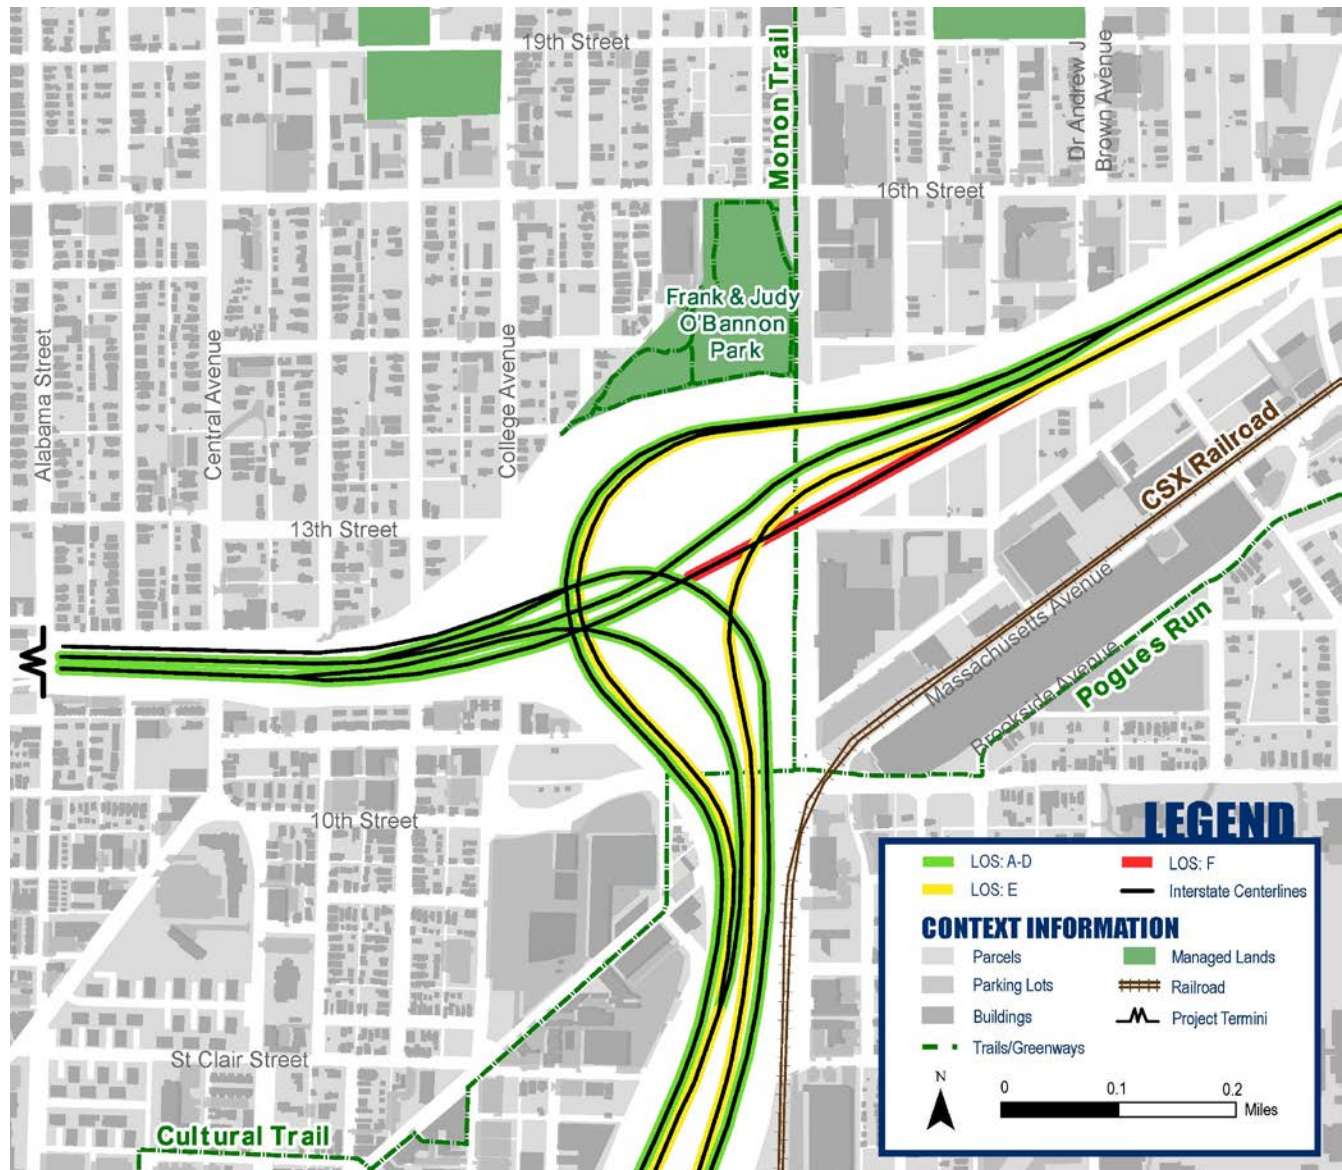 19th Street
Monon Trail
Dr Andrew J
Brown Avenue
16th Street
Frank & Judy
O'Bannon
Park
Alabama Street
Central Avenue
College Avenue
CSX Railroad
13th Street
Massachusetts Avenue
Brookside Avenue
Pogues Run
10th Street
St Clair Street
Cultural Trail
LEGEND
LOS: A-D
LOS: F
LOS: E
Interstate Centerlines
CONTEXT INFORMATION
Parcels
Managed Lands
Parking Lots
Railroad
Buildings
Project Termini
Trails/Greenways
N
0 0.1 0.2
Miles